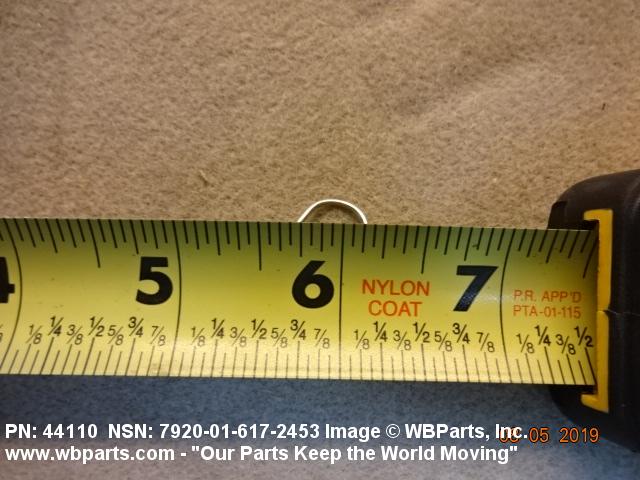 4 5 6 7
NYLON
COAT
P.R. APP'D
PTA-01-115
1/8 1/4 3/8 1/2 5/8 3/4 7/8 1/8 1/4 3/8 1/2 5/8 3/4 7/8 1/8 1/4 3/8 1/2 5/8 3/4 7/8 1/8 1/4 3/8 1/2
PN: 44110 NSN: 7920-01-617-2453 Image © WBParts, Inc.
05 2019
www.wbparts.com - "Our Parts Keep the World Moving"